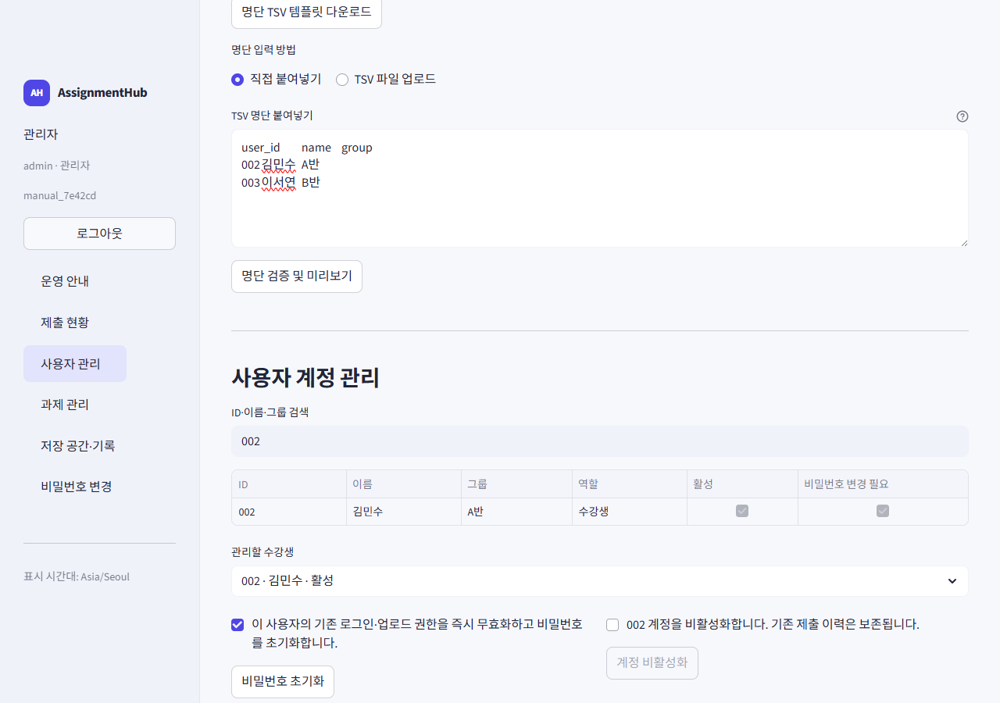 AH AssignmentHub
관리자
admin · 관리자
manual_7e42cd
로그아웃
운영 안내
제출 현황
사용자 관리
과제 관리
저장 공간·기록
비밀번호 변경
표시 시간대: Asia/Seoul
명단 TSV 템플릿 다운로드
명단 입력 방법
직접 붙여넣기 TSV 파일 업로드
TSV 명단 붙여넣기
user_id name group
002 김민수 A반
003 이서연 B반
명단 검증 및 미리보기
사용자 계정 관리
ID·이름·그룹 검색
002
ID 이름 그룹 역할 활성 비밀번호 변경 필요
002 김민수 A반 수강생
관리할 수강생
002 · 김민수 · 활성
이 사용자의 기존 로그인·업로드 권한을 즉시 무효화하고 비밀번호
를 초기화합니다.
비밀번호 초기화
002 계정을 비활성화합니다. 기존 제출 이력은 보존됩니다.
계정 비활성화